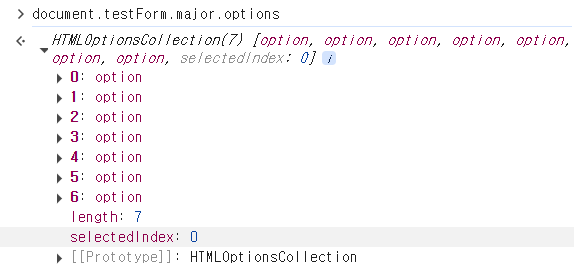 > document.testForm.major.options
HTMLOptionsCollection(7) [option, option, option, option, option,
option, option, selectedIndex: 0] i
0: option
1: option
2: option
3: option
4: option
5: option
6: option
length: 7
selectedIndex: 0
[[Prototype]]: HTMLOptionsCollection